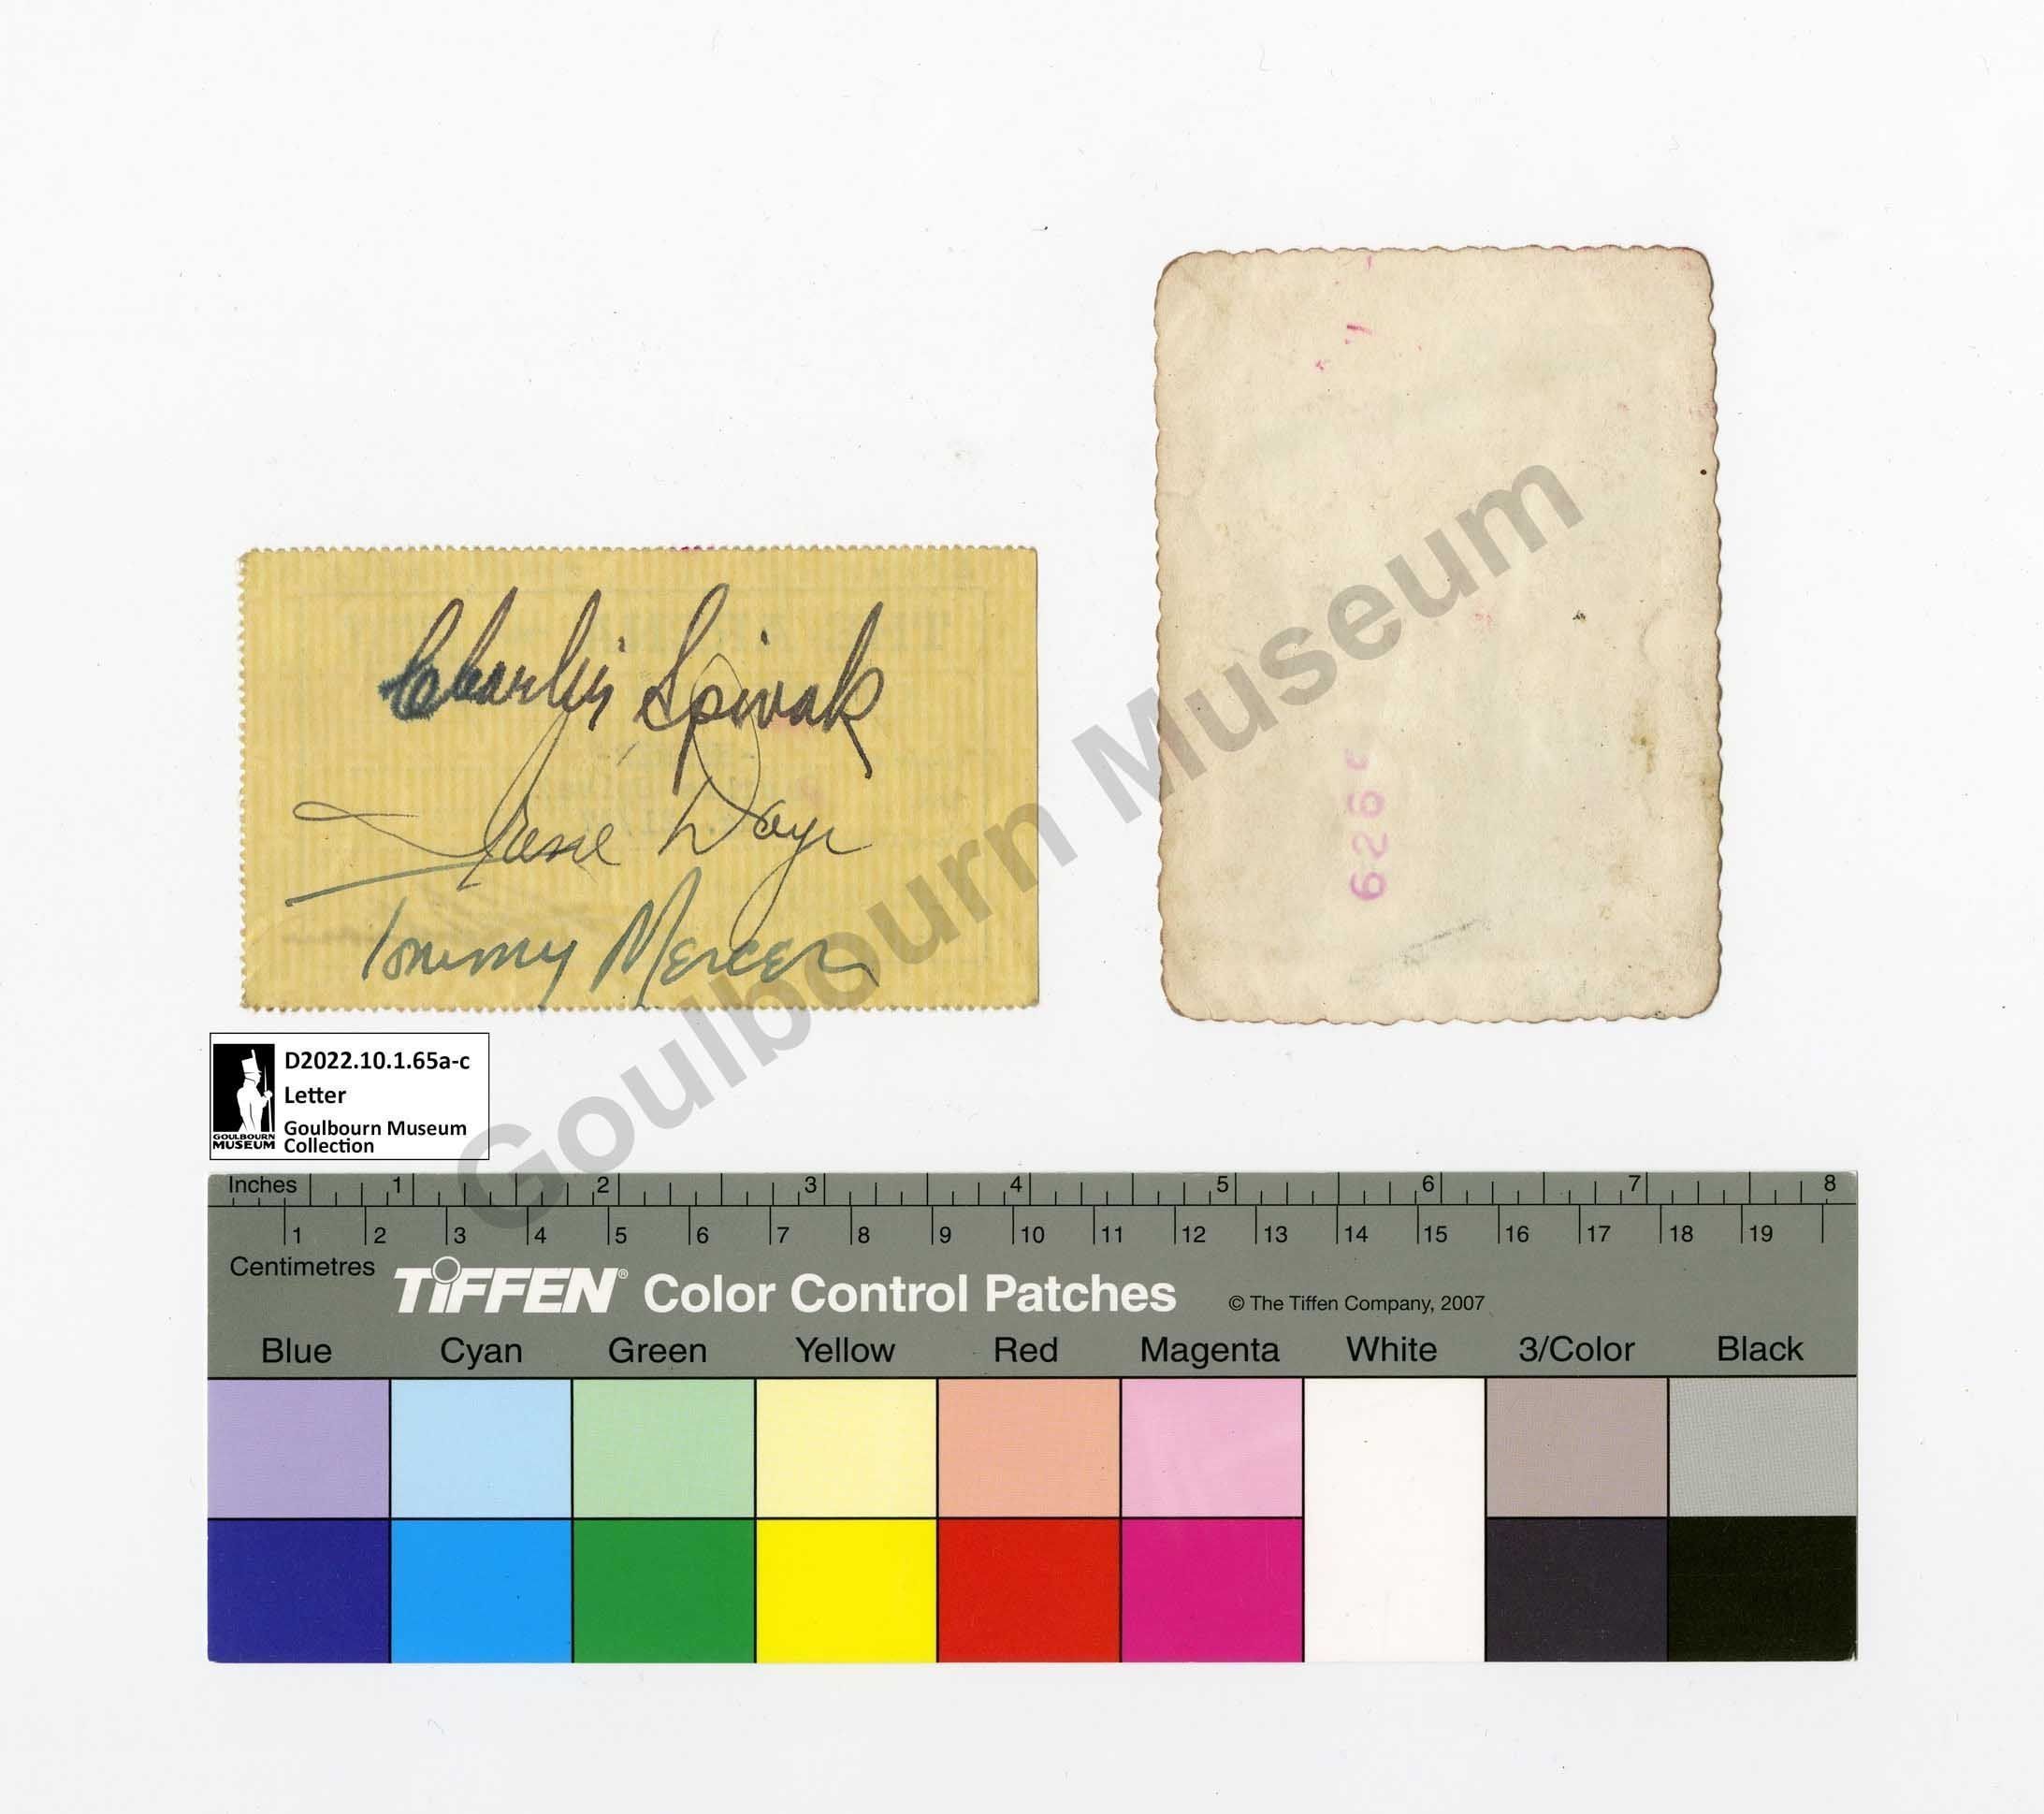 Charlie Spivak
Irene Daye
Tommy Mercer
6259
Goulbourn Museum
GOULBOURN
MUSEUM
D2022.10.1.65a-c
Letter
Goulbourn Museum
Collection
Inches 1 2 3 4 5 6 7 8
1 2 3 4 5 6 7 8 9 10 11 12 13 14 15 16 17 18 19
Centimetres
TIFFEN® Color Control Patches © The Tiffen Company, 2007
Blue Cyan Green Yellow Red Magenta White 3/Color Black